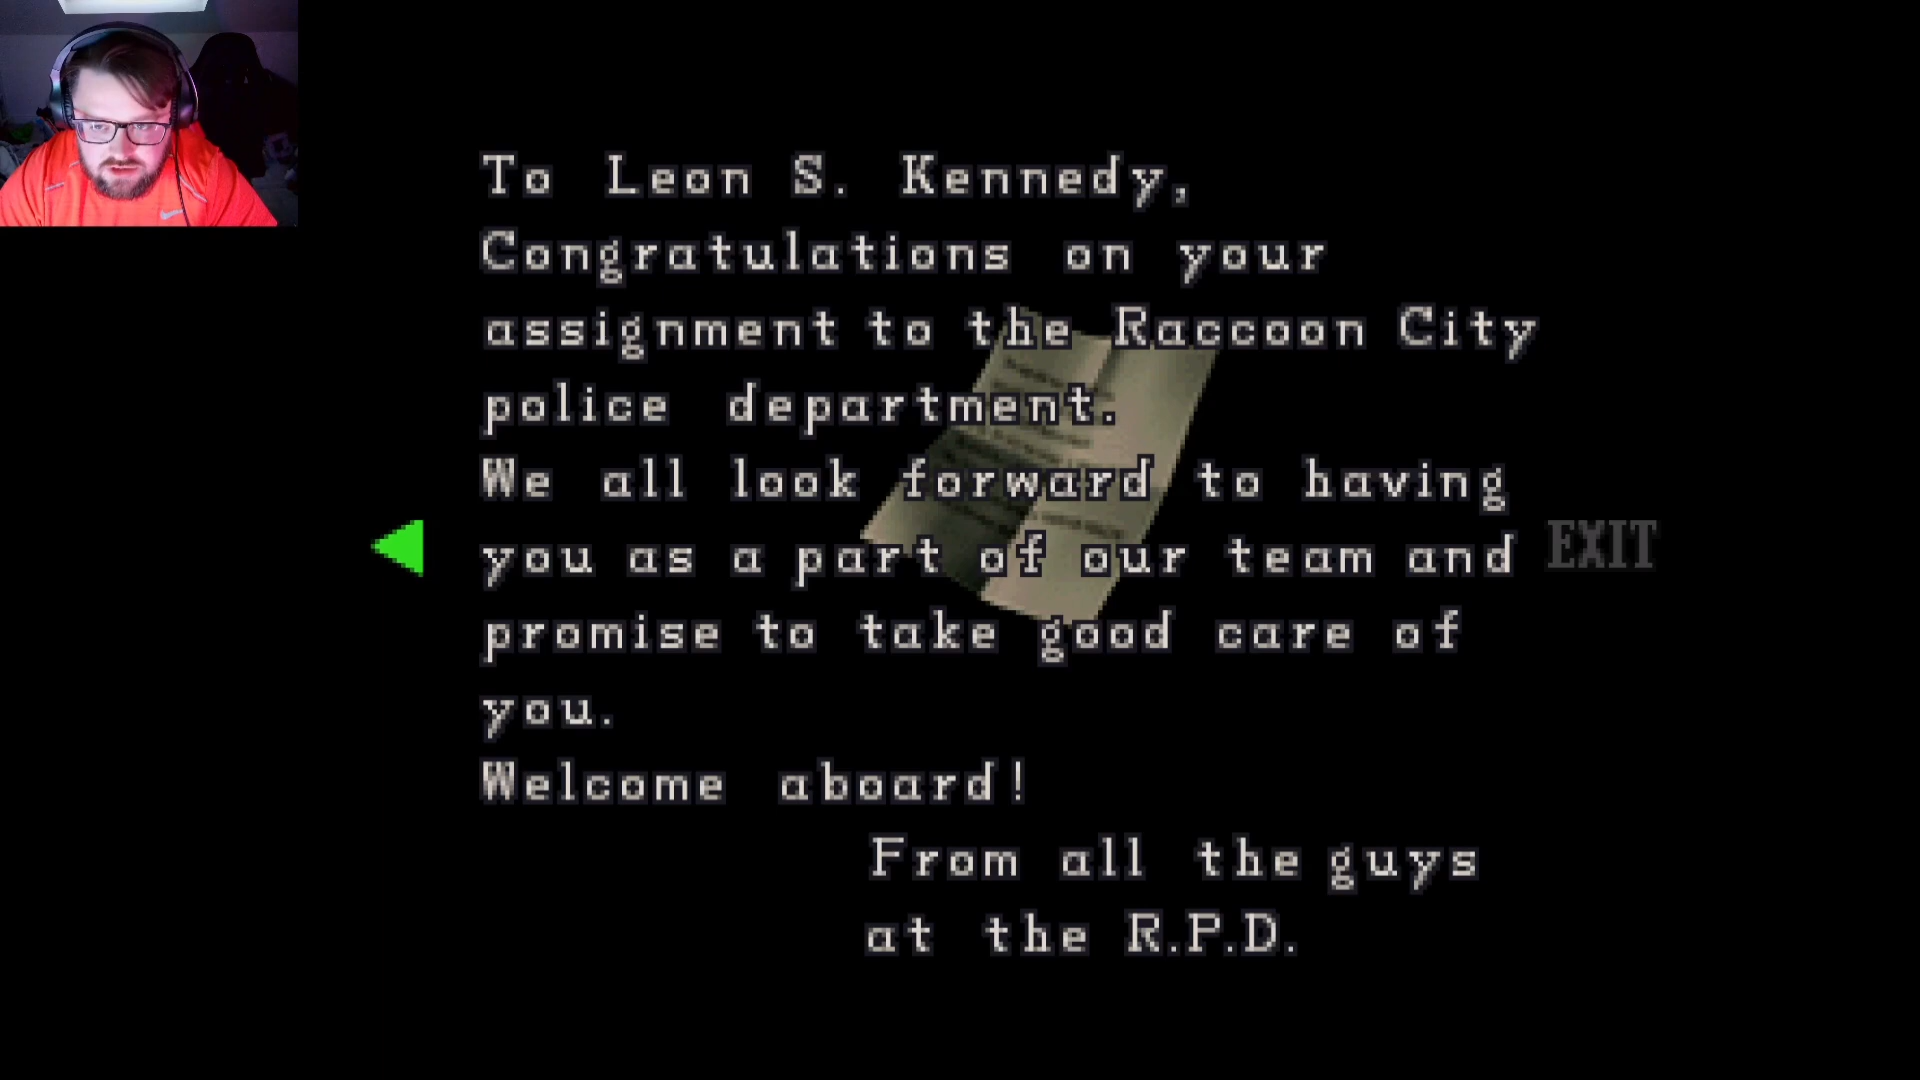 To Leon S. Kennedy,
Congratulations on your
assignment to the Raccoon City
police department.
We all look forward to having
you as a part of our team and
promise to take good care of
you.
Welcome aboard!
From all the guys
at the R.P.D.
EXIT